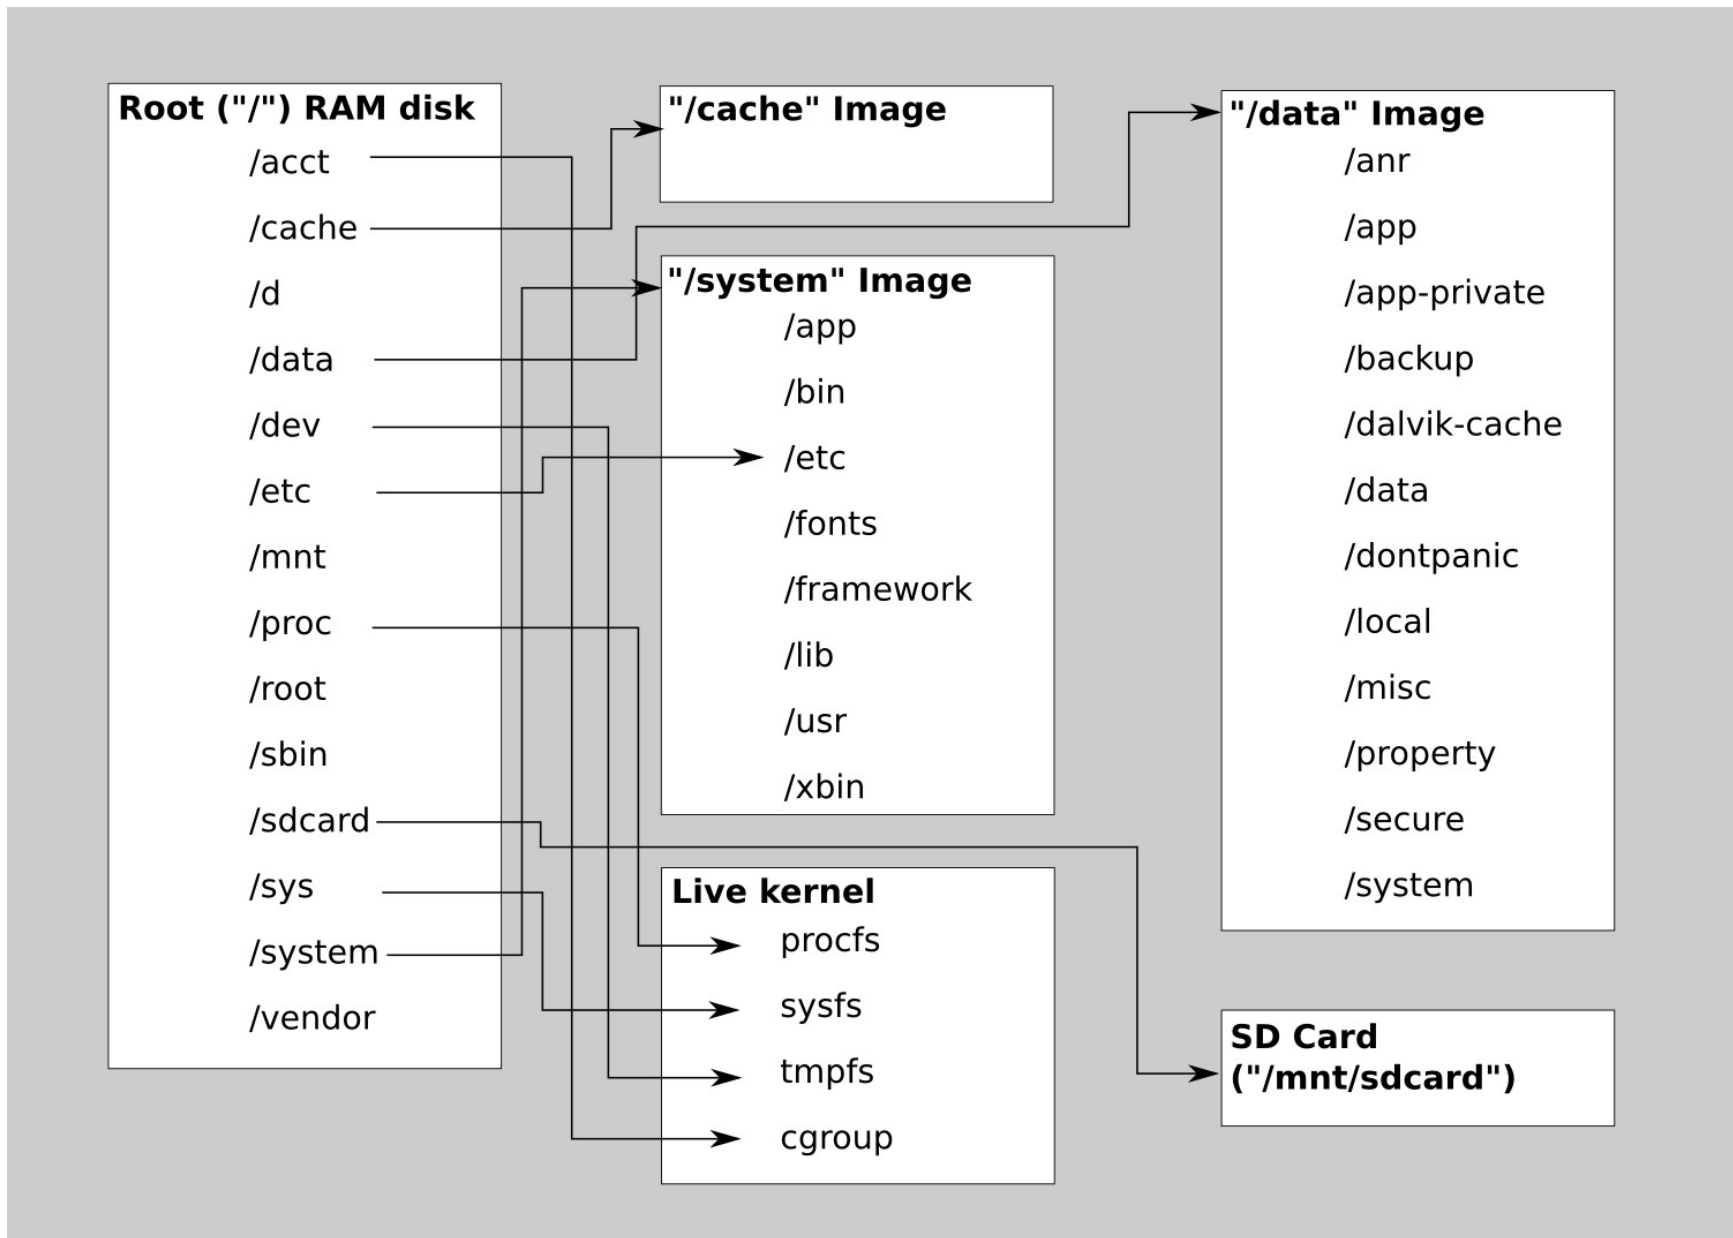 Root ("/") RAM disk
/acct
/cache
/d
/data
/dev
/etc
/mnt
/proc
/root
/sbin
/sdcard
/sys
/system
/vendor
"/cache" Image
"/system" Image
/app
/bin
/etc
/fonts
/framework
/lib
/usr
/xbin
Live kernel
procfs
sysfs
tmpfs
cgroup
"/data" Image
/anr
/app
/app-private
/backup
/dalvik-cache
/data
/dontpanic
/local
/misc
/property
/secure
/system
SD Card
("/mnt/sdcard")